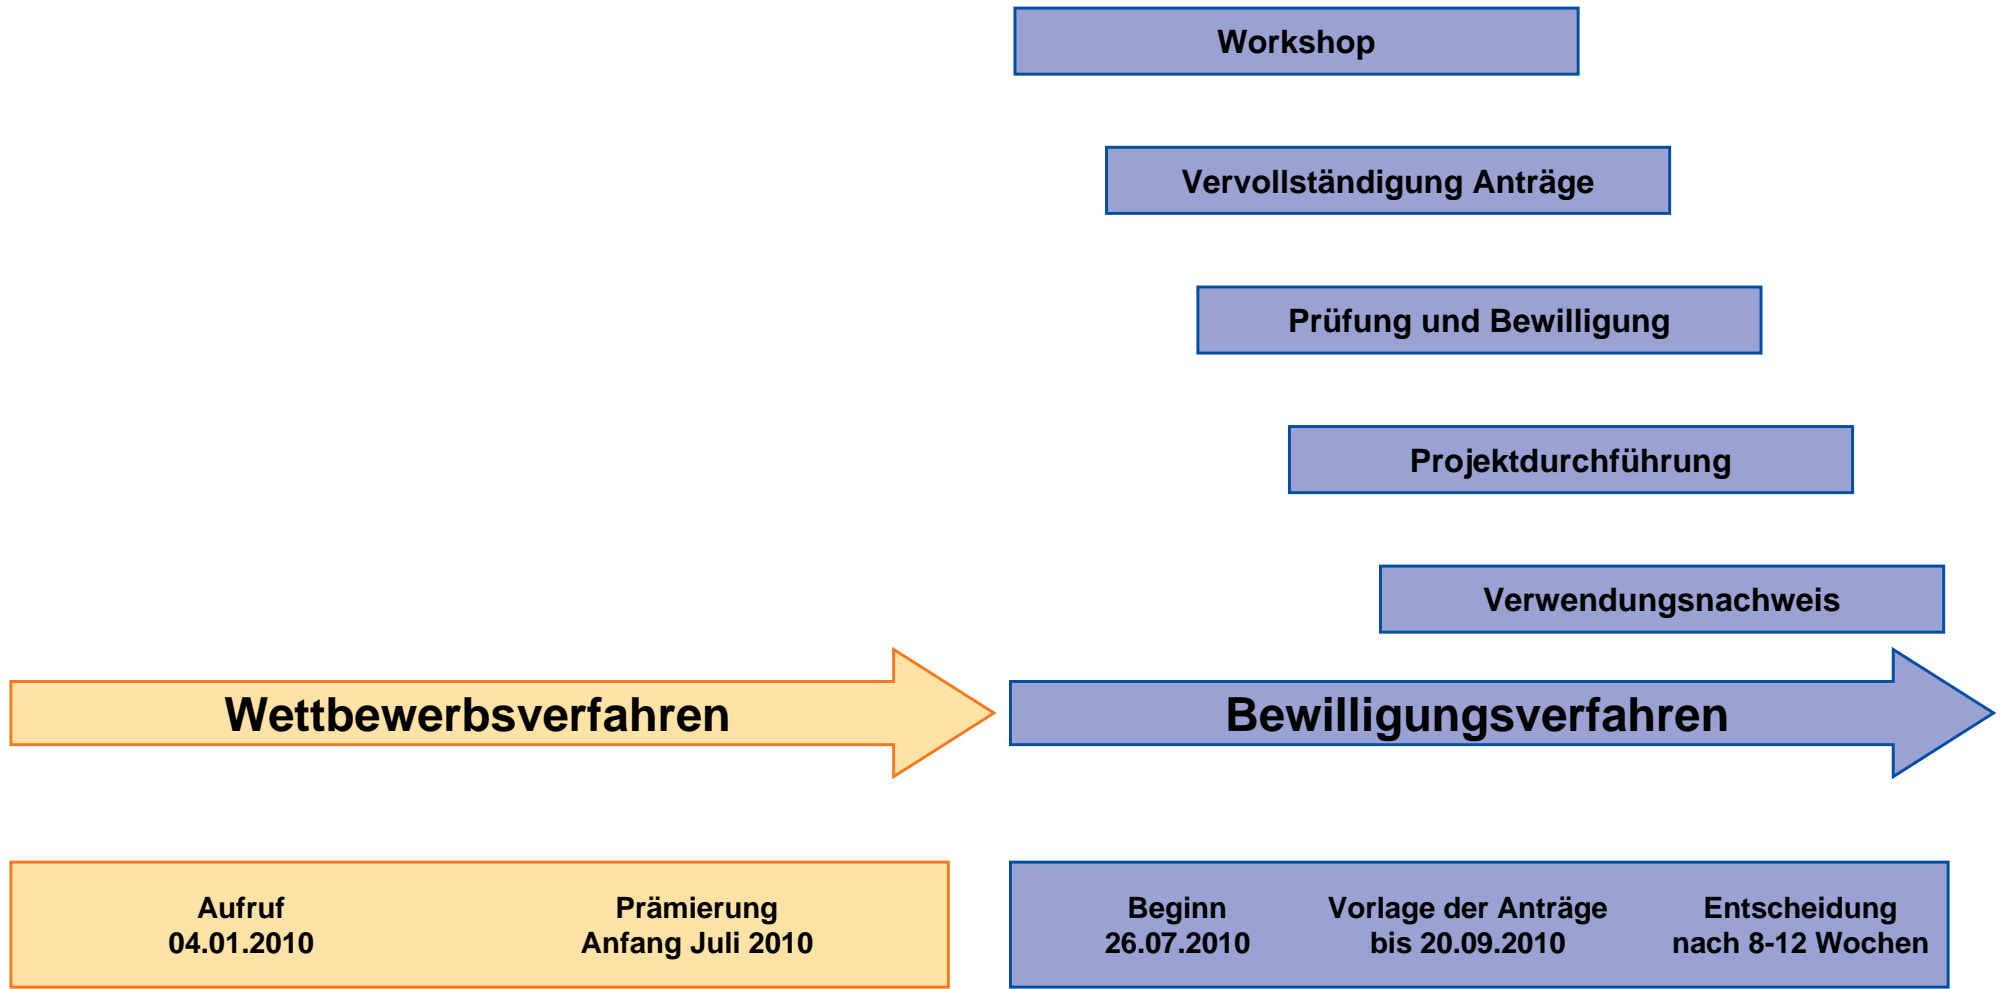 Workshop
Vervollständigung Anträge
Prüfung und Bewilligung
Projektdurchführung
Verwendungsnachweis
Wettbewerbsverfahren
Bewilligungsverfahren
Aufruf
04.01.2010
Prämierung
Anfang Juli 2010
Beginn
26.07.2010
Vorlage der Anträge
bis 20.09.2010
Entscheidung
nach 8-12 Wochen